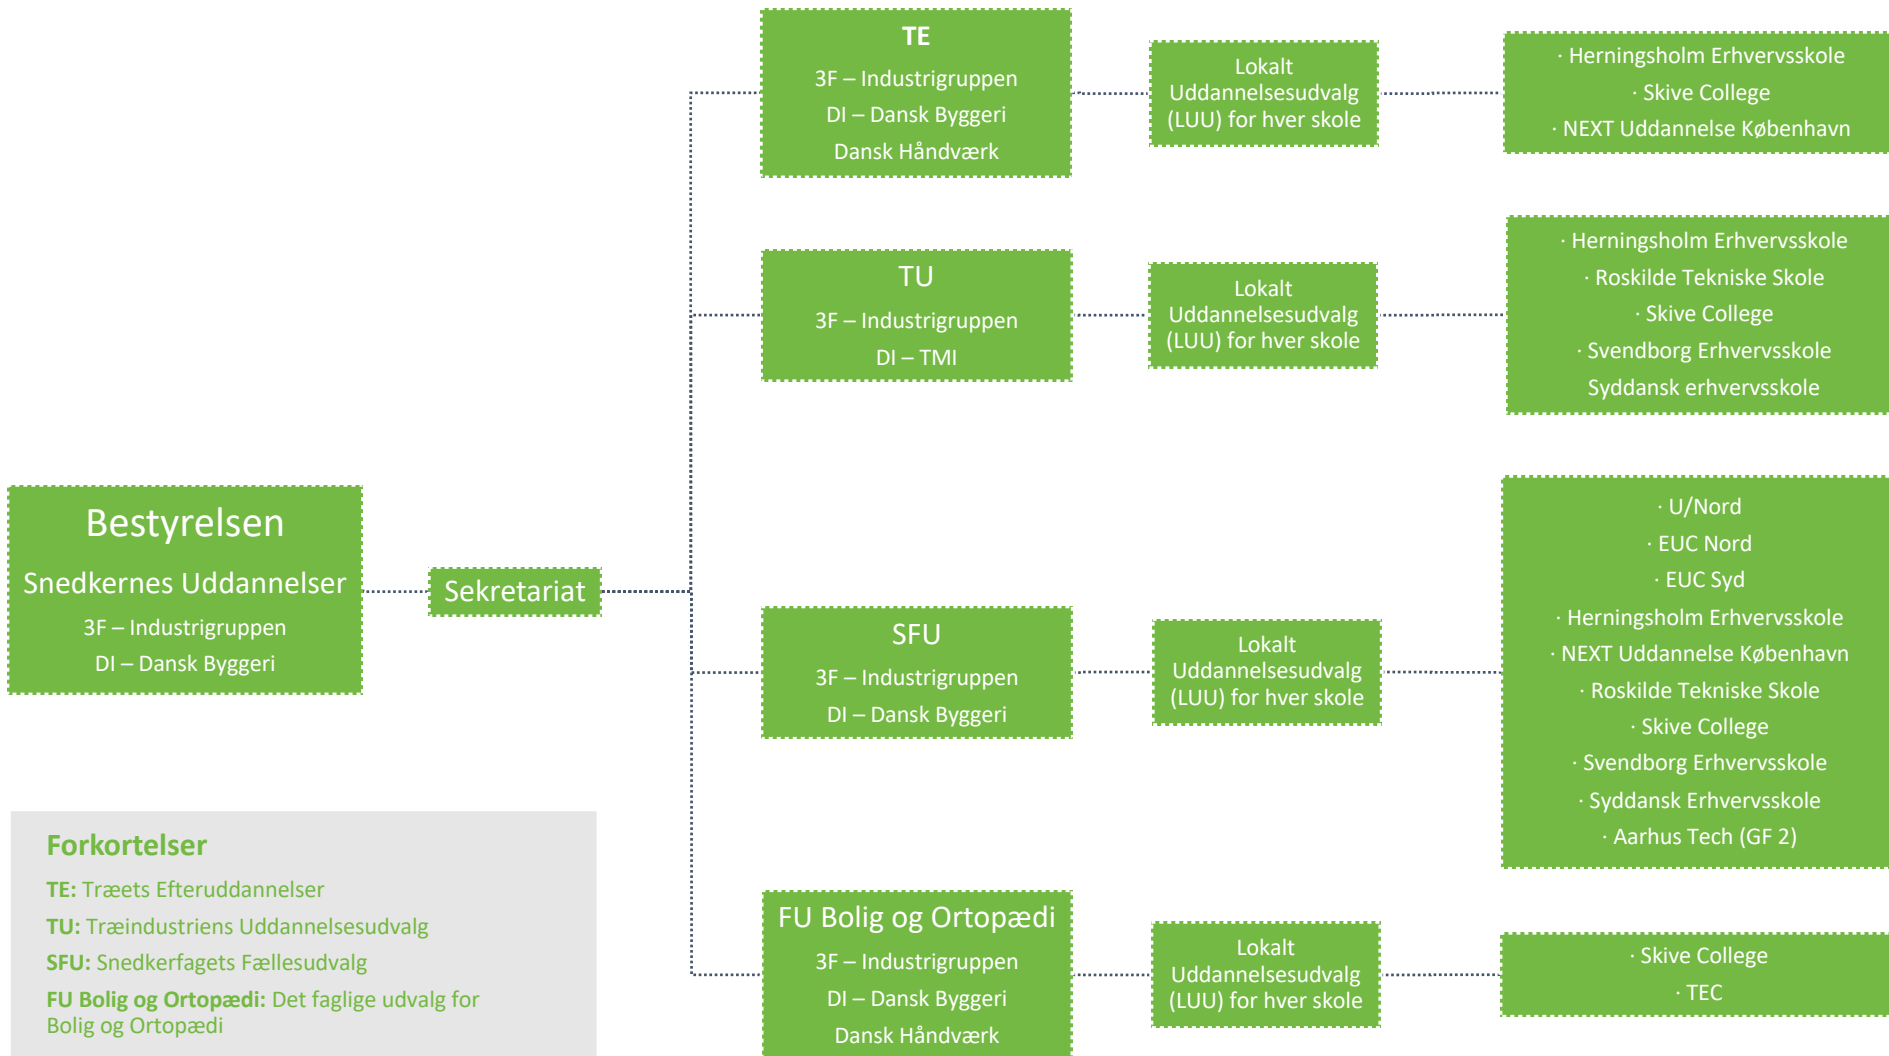 TE
3F – Industrigruppen
DI – Dansk Byggeri
Dansk Håndværk
Lokalt
Uddannelsesudvalg
(LUU) for hver skole
· Herningsholm Erhvervsskole
· Skive College
· NEXT Uddannelse København
TU
3F – Industrigruppen
DI – TMI
Lokalt
Uddannelsesudvalg
(LUU) for hver skole
· Herningsholm Erhvervsskole
· Roskilde Tekniske Skole
· Skive College
· Svendborg Erhvervsskole
Syddansk erhvervsskole
Bestyrelsen
Snedkernes Uddannelser
3F – Industrigruppen
DI – Dansk Byggeri
Sekretariat
SFU
3F – Industrigruppen
DI – Dansk Byggeri
Lokalt
Uddannelsesudvalg
(LUU) for hver skole
· U/Nord
· EUC Nord
· EUC Syd
· Herningsholm Erhvervsskole
· NEXT Uddannelse København
· Roskilde Tekniske Skole
· Skive College
· Svendborg Erhvervsskole
· Syddansk Erhvervsskole
· Aarhus Tech (GF 2)
FU Bolig og Ortopædi
3F – Industrigruppen
DI – Dansk Byggeri
Dansk Håndværk
Lokalt
Uddannelsesudvalg
(LUU) for hver skole
· Skive College
· TEC
Forkortelser
TE: Træets Efteruddannelser
TU: Træindustriens Uddannelsesudvalg
SFU: Snedkerfagets Fællesudvalg
FU Bolig og Ortopædi: Det faglige udvalg for
Bolig og Ortopædi